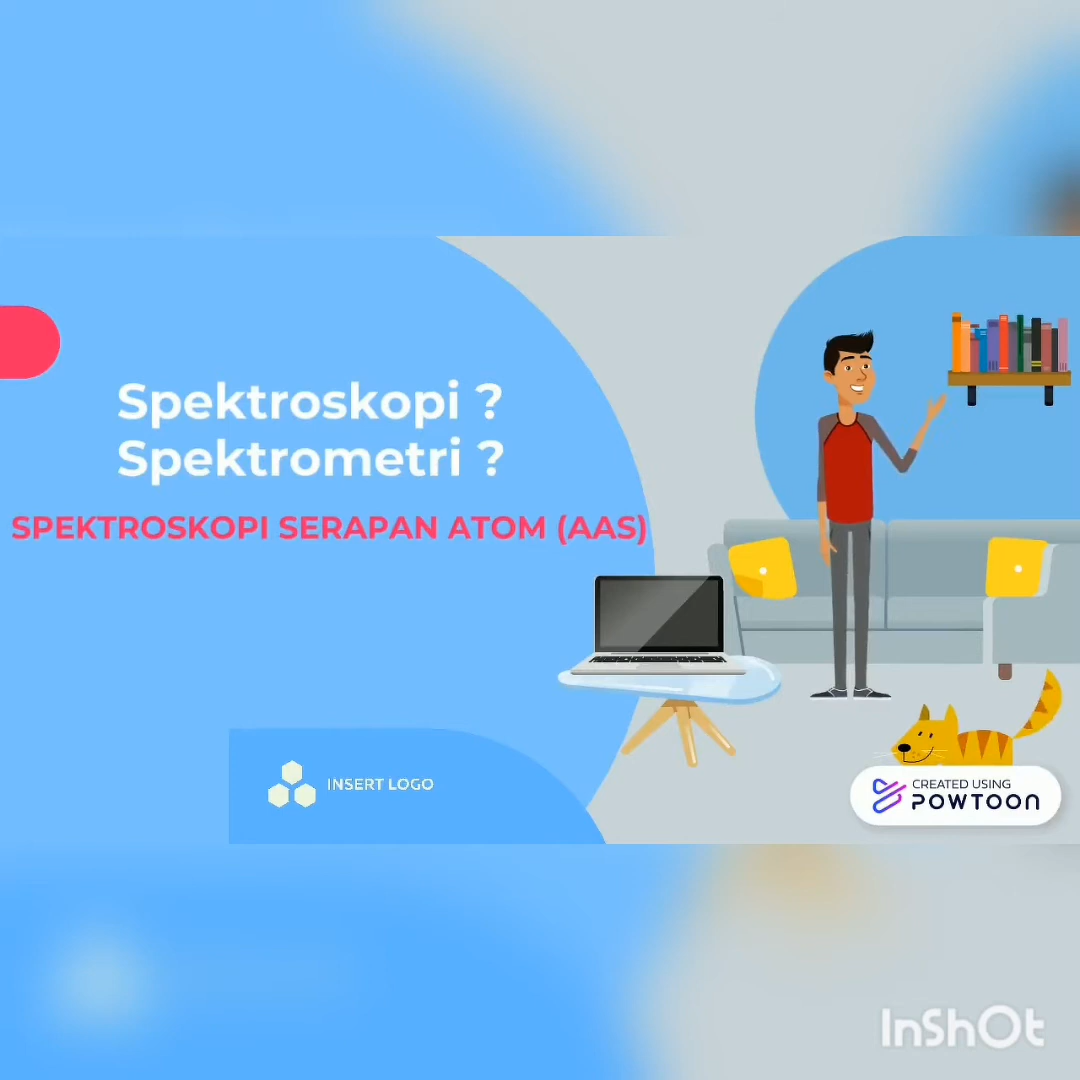 Spektroskopi ?
Spektrometri ?
SPEKTROSKOPI SERAPAN ATOM (AAS)
INSERT LOGO
CREATED USING
POWTOON
InShOt